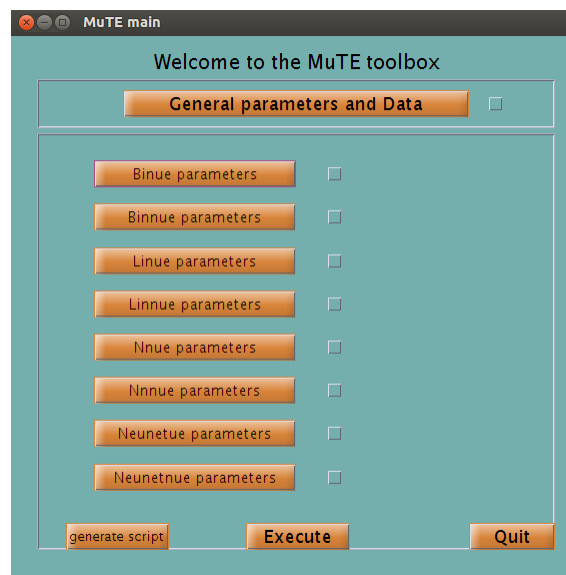 MuTE main
Welcome to the MuTE toolbox
General parameters and Data
Binue parameters
Binnue parameters
Linue parameters
Linnue parameters
Nnue parameters
Nnnue parameters
Neunetue parameters
Neunetnue parameters
generate script Execute Quit